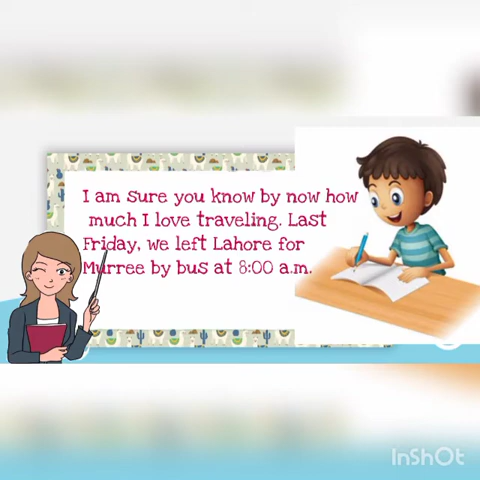 I am sure you know by now how
much I love traveling. Last
Friday, we left Lahore for
Murree by bus at 8:00 a.m.
InShOt